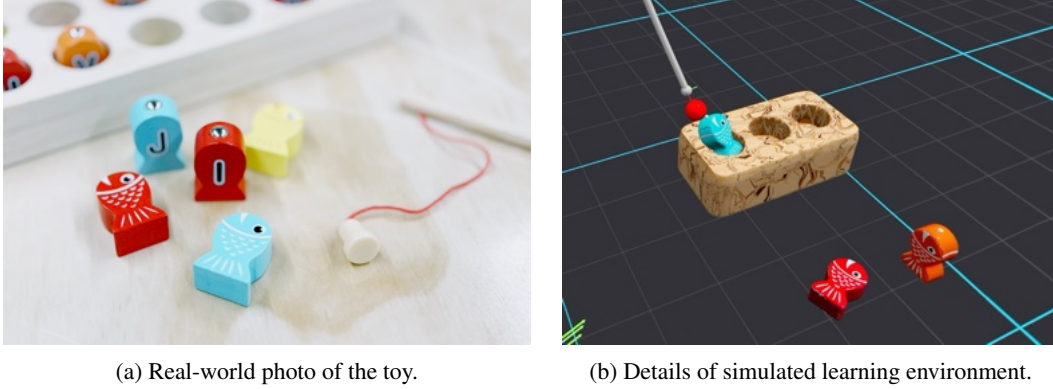 J
I
(a) Real-world photo of the toy.
(b) Details of simulated learning environment.